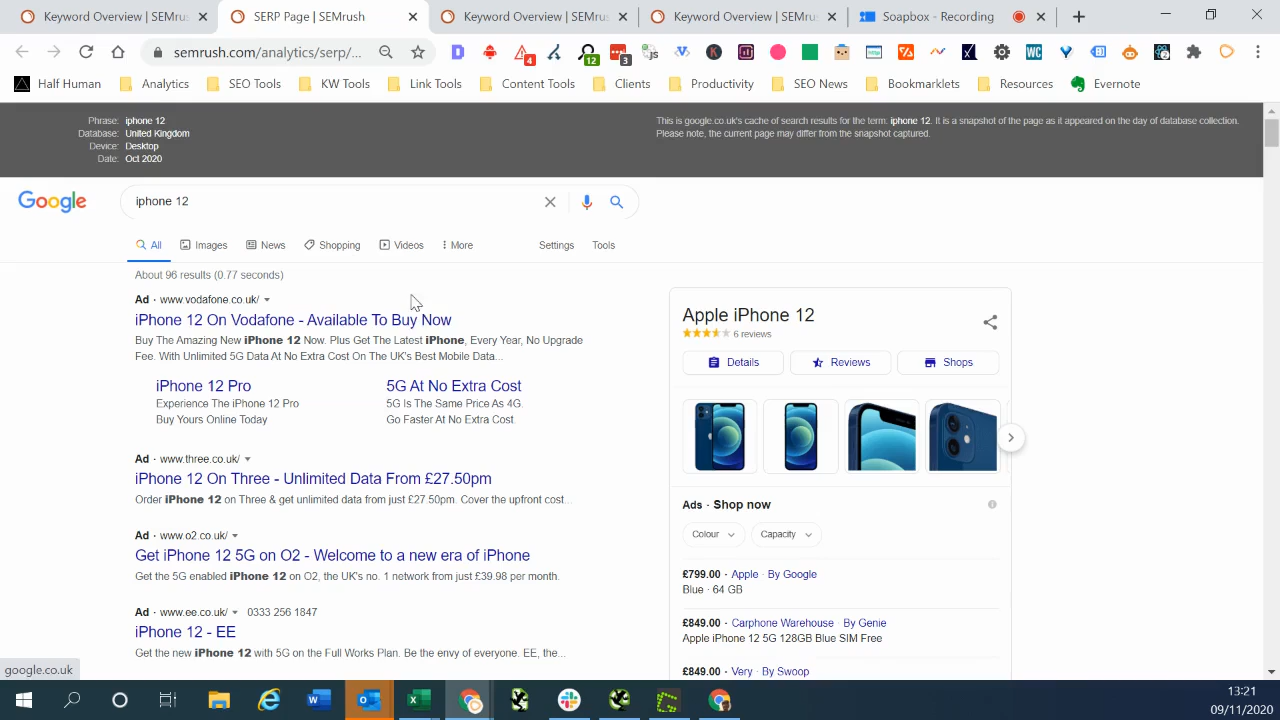 Keyword Overview | SEMrus
SERP Page | SEMrush
Keyword Overview | SEMru
Keyword Overview | SEMru
Soapbox - Recording
semrush.com/analytics/serp/...
4
12
3
Half Human
Analytics
SEO Tools
KW Tools
Link Tools
Content Tools
Clients
Productivity
SEO News
Bookmarklets
Resources
Evernote
Phrase: iphone 12
Database: United Kingdom
Device: Desktop
Date: Oct 2020
This is google.co.uk's cache of search results for the term. iphone 12. It is a snapshot of the page as it appeared on the day of database collection.
Please note, the current page may differ from the snapshot captured.
Google
iphone 12
All
Images
News
Shopping
Videos
More
Settings
Tools
About 96 results (0.77 seconds)
Ad · www.vodafone.co.uk/
iPhone 12 On Vodafone - Available To Buy Now
Buy The Amazing New iPhone 12 Now. Plus Get The Latest iPhone, Every Year, No Upgrade
Fee. With Unlimited 5G Data At No Extra Cost On The UK's Best Mobile Data...
iPhone 12 Pro
Experience The iPhone 12 Pro
Buy Yours Online Today
5G At No Extra Cost
5G Is The Same Price As 4G.
Go Faster At No Extra Cost.
Ad · www.three.co.uk/
iPhone 12 On Three - Unlimited Data From £27.50pm
Order iPhone 12 on Three & get unlimited data from just £27.50pm. Cover the upfront cost...
Ad · www.o2.co.uk/
Get iPhone 12 5G on O2 - Welcome to a new era of iPhone
Get the 5G enabled iPhone 12 on O2, the UK's no. 1 network from just £39.98 per month.
Ad · www.ee.co.uk/ 0333 256 1847
iPhone 12 - EE
Get the new iPhone 12 with 5G on the Full Works Plan. Be the envy of everyone. EE, the...
Apple iPhone 12
6 reviews
Details
Reviews
Shops
Ads · Shop now
Colour
Capacity
£799.00 · Apple · By Google
Blue · 64 GB
£849.00 · Carphone Warehouse · By Genie
Apple iPhone 12 5G 128GB Blue SIM Free
£849.00 · Very · By Swoop
google.co.uk
13:21
09/11/2020